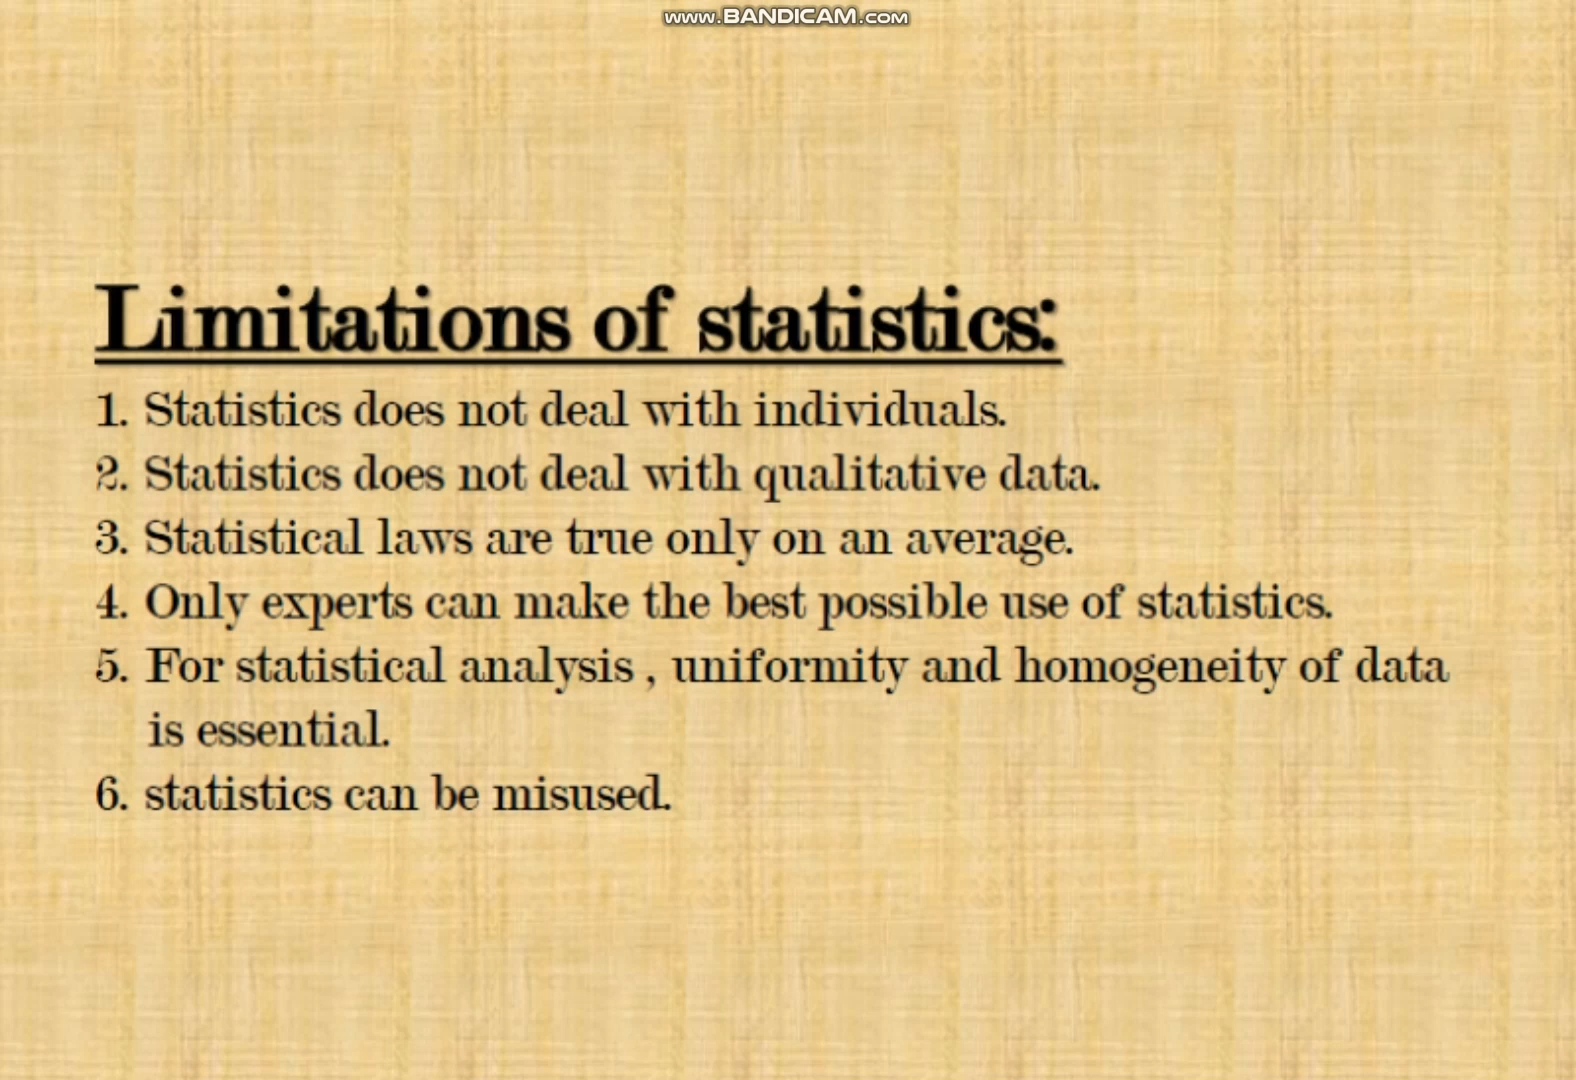 www.BANDICAM.com
Limitations of statistics:
1. Statistics does not deal with individuals.
2. Statistics does not deal with qualitative data.
3. Statistical laws are true only on an average.
4. Only experts can make the best possible use of statistics.
5. For statistical analysis , uniformity and homogeneity of data
is essential.
6. statistics can be misused.